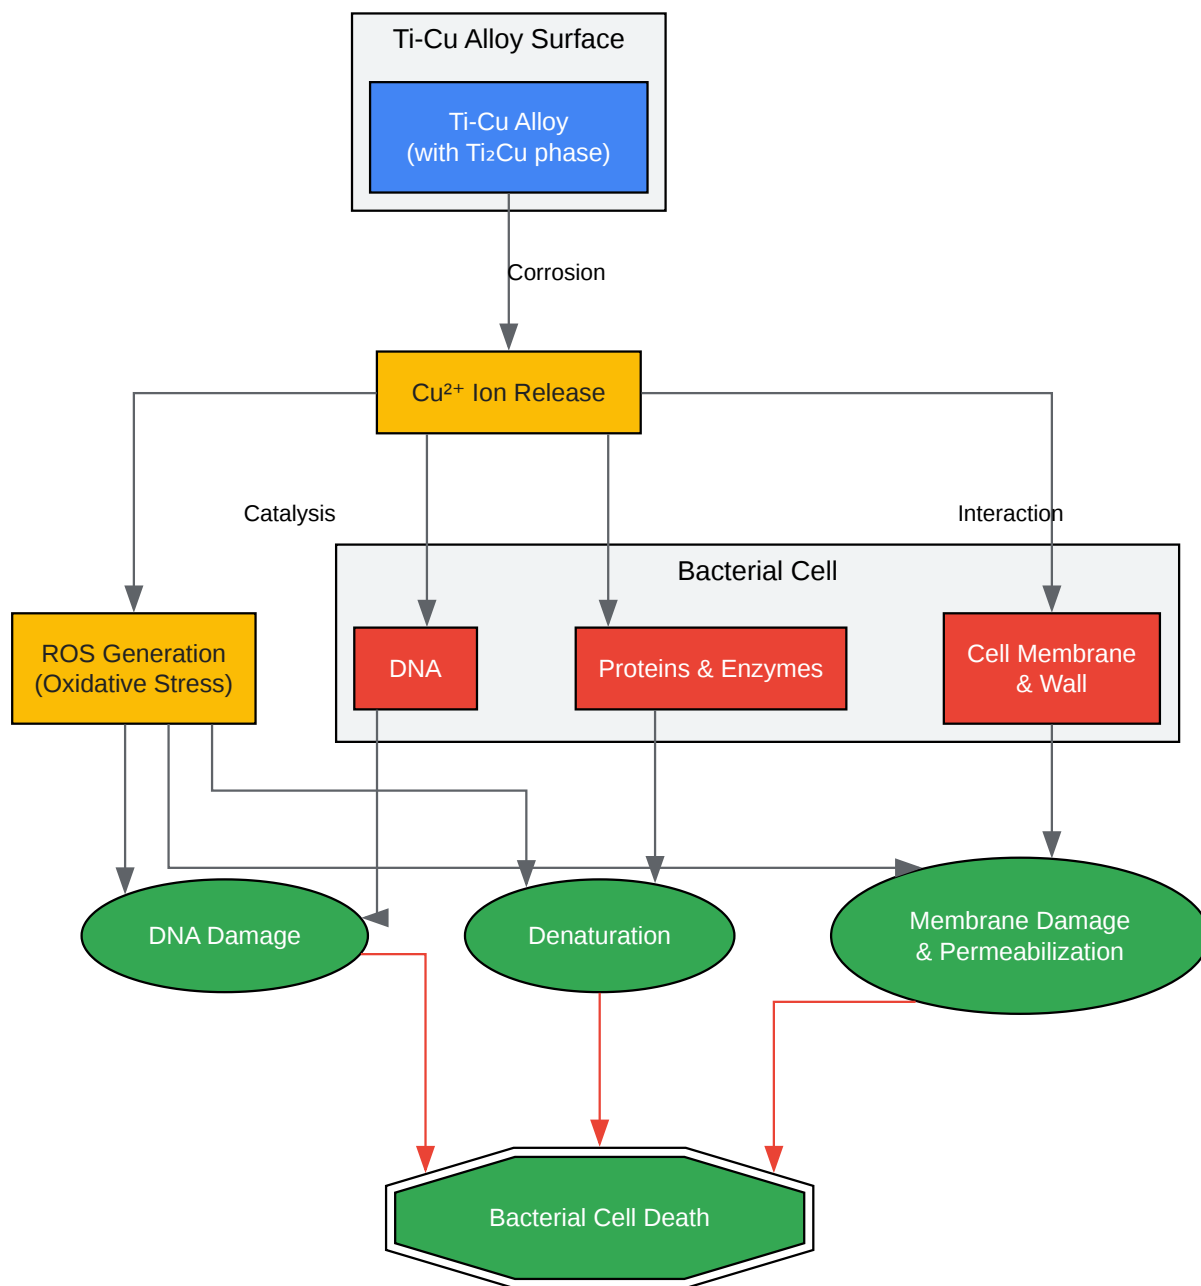 Ti-Cu Alloy Surface
Ti-Cu Alloy
(with Ti₂Cu phase)
Corrosion
Cu²⁺ Ion Release
Catalysis
Interaction
Bacterial Cell
ROS Generation
(Oxidative Stress)
DNA
Proteins & Enzymes
Cell Membrane
& Wall
DNA Damage
Denaturation
Membrane Damage
& Permeabilization
Bacterial Cell Death